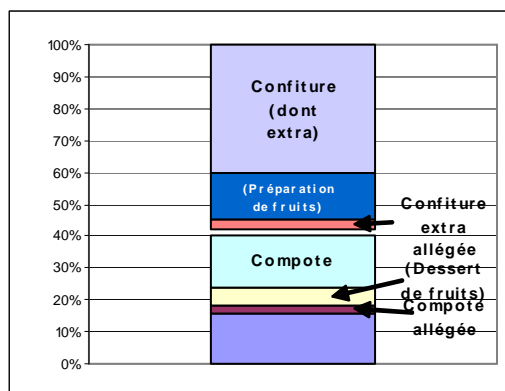 100%
90%
80%
70%
60%
50%
40%
30%
20%
10%
0%
Confiture
(dont
extra)
(Préparation
de fruits)
Confiture
extra
allégée
Compote
(Dessert
de fruits)
Compote
allégée